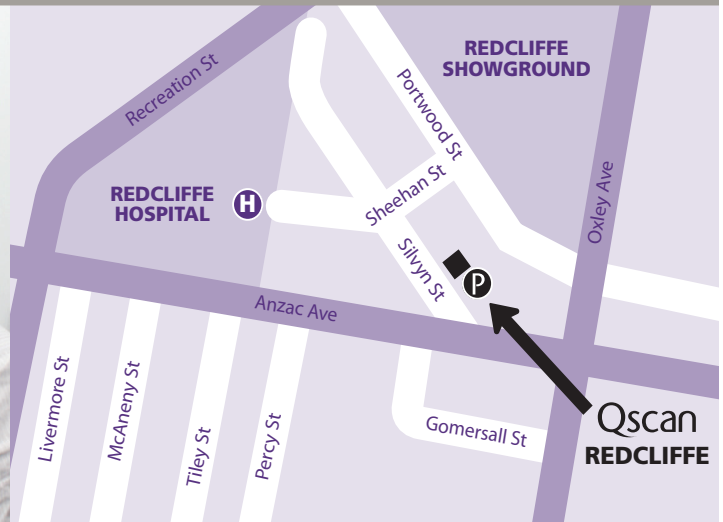 REDCLIFFE
SHOWGROUND
Recreation St
Portwood St
REDCLIFFE
HOSPITAL
H
Sheehan St
Oxley Ave
Silvyn St
P
Anzac Ave
Livermore St
McAneny St
Tiley St
Percy St
Gomersall St
Qscan
REDCLIFFE